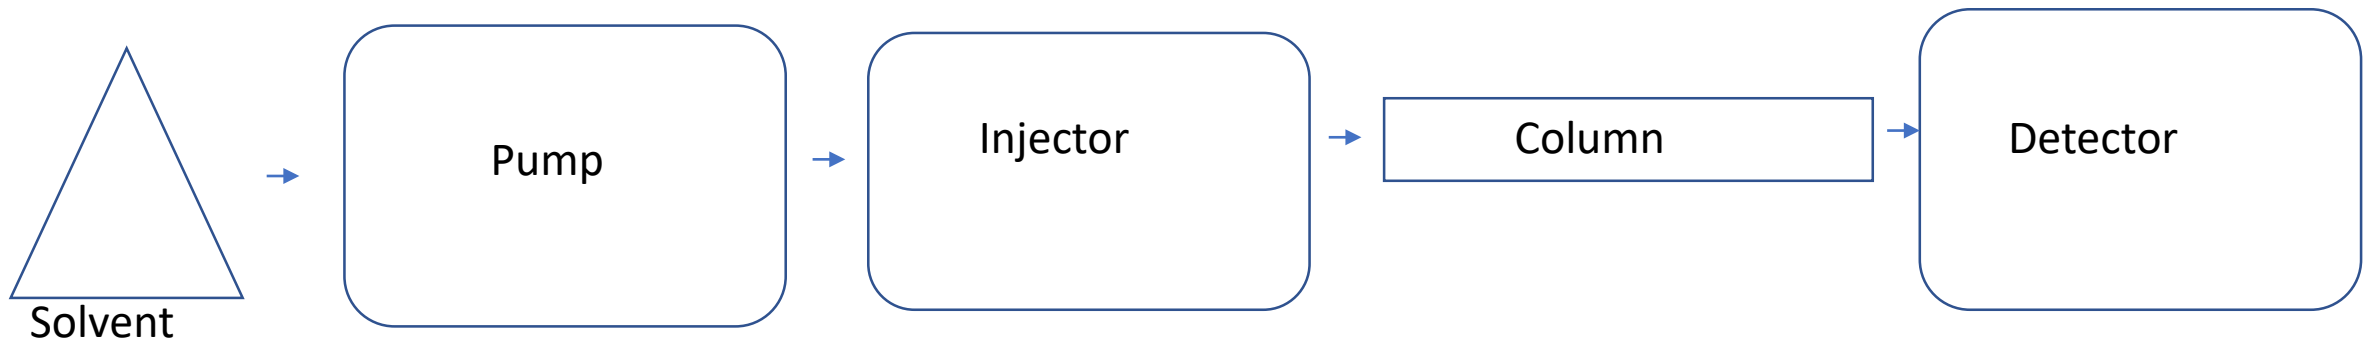 Solvent
Pump
Injector
Column
Detector